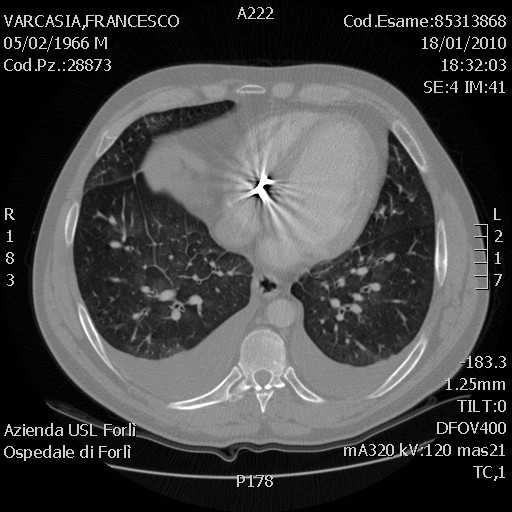 VARCASIA,FRANCESCO
05/02/1966 M
Cod.Pz.:28873
A222
Cod.Esame:85313868
18/01/2010
18:32:03
SE:4 IM:41
R
1
8
3
L
2
1
7
-183.3
1.25mm
TILT:0
DFOV400
mA320 kV:120 mas21
TC,1
Azienda USL Forlì
Ospedale di Forlì
P178